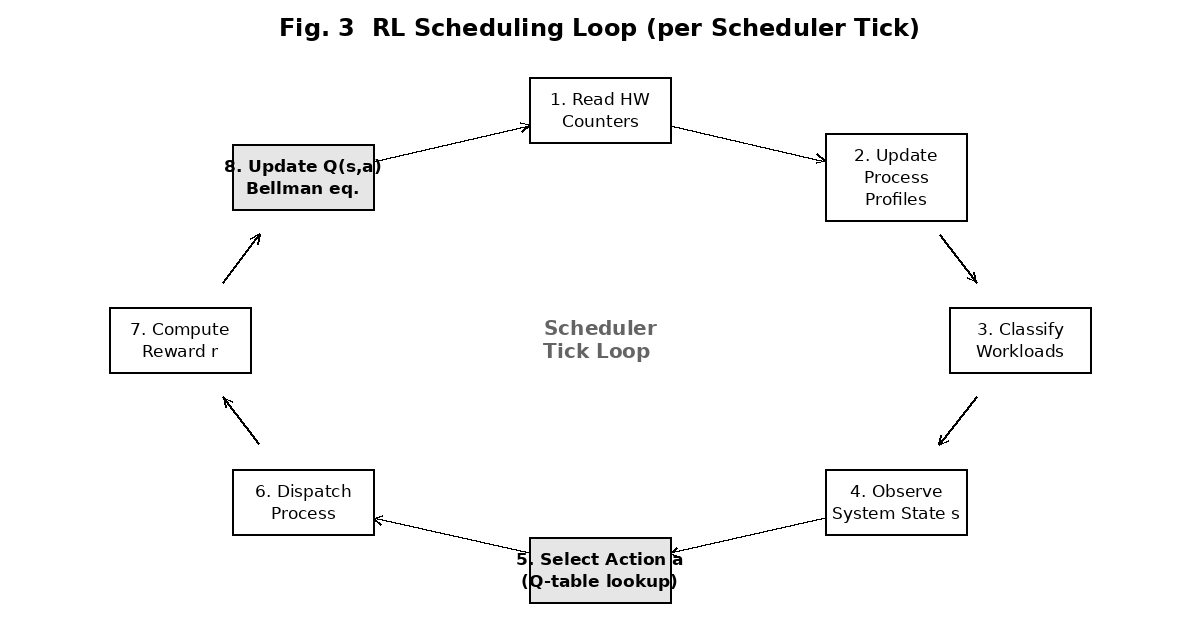 Fig. 3  RL Scheduling Loop (per Scheduler Tick)
1. Read HW
Counters
2. Update
Process
Profiles
3. Classify
Workloads
4. Observe
System State s
5. Select Action a
(Q-table lookup)
6. Dispatch
Process
7. Compute
Reward r
8. Update Q(s,a)
Bellman eq.
Scheduler
Tick Loop